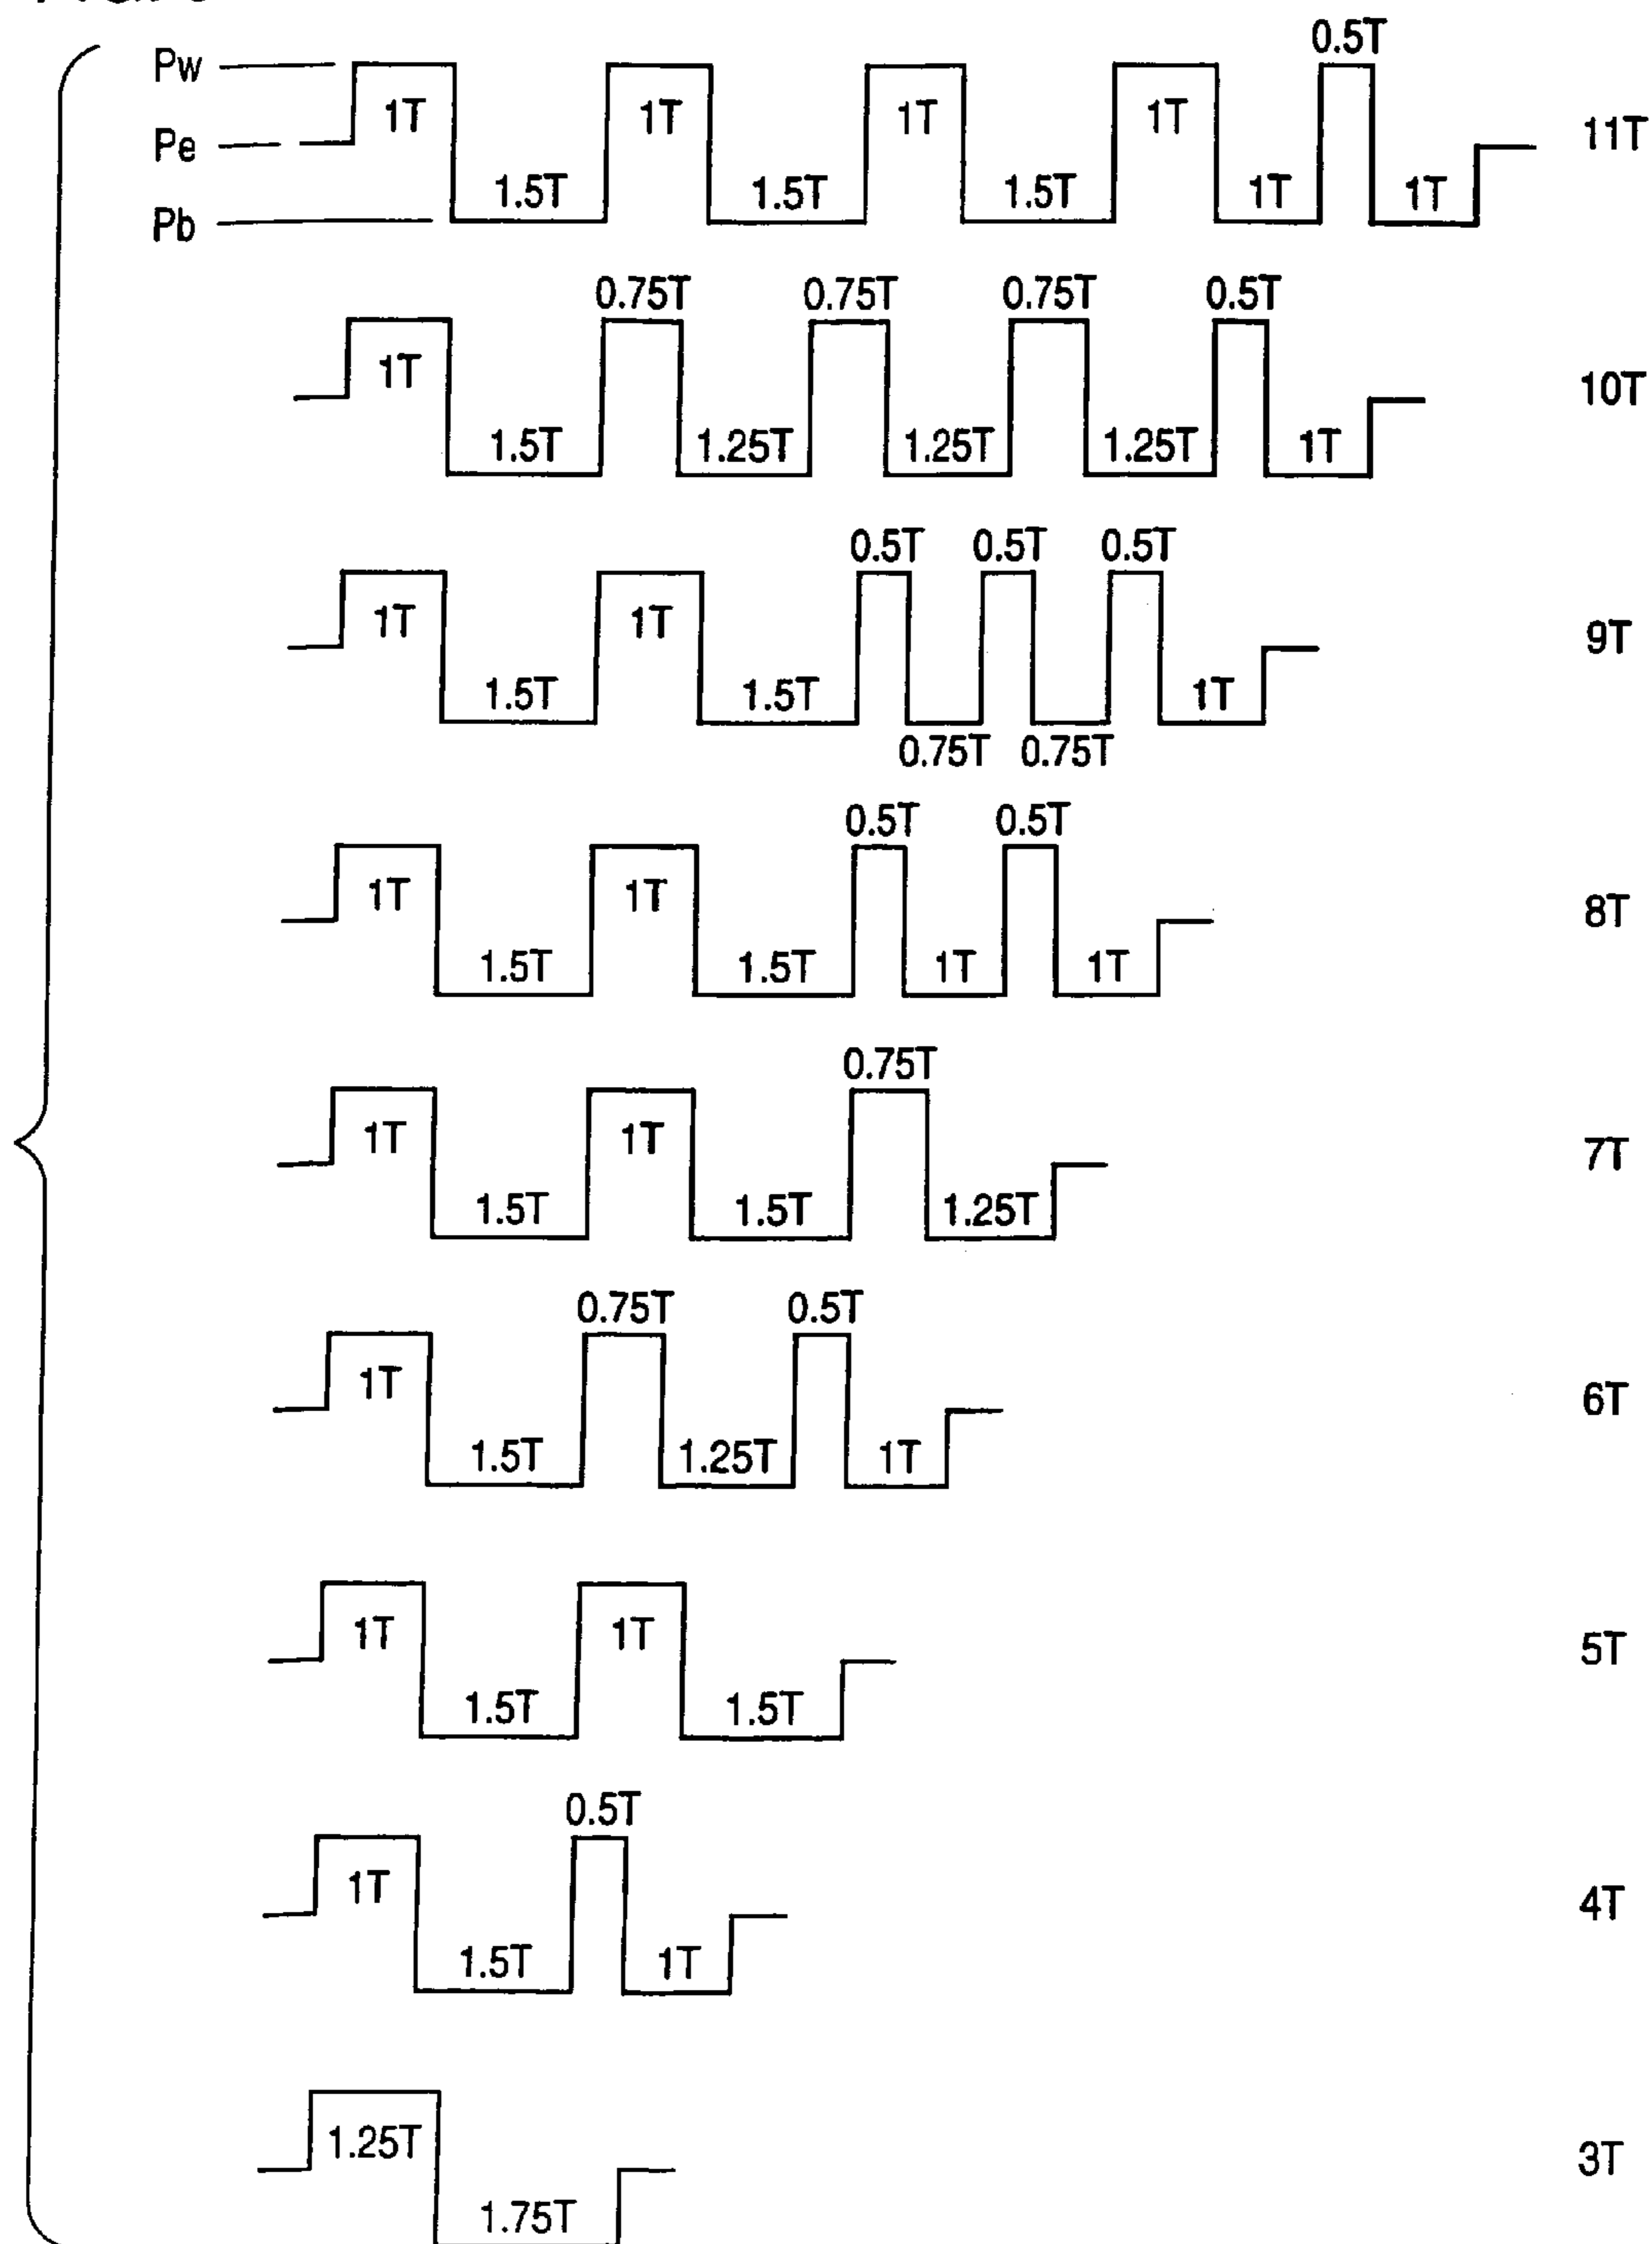 0.5T
Pw 1T 1T 1T 1T
Pe 11T
1.5T 1.5T 1.5T 1T 1T
Pb
0.75T 0.75T 0.75T 0.5T
1T 10T
1.5T 1.25T 1.25T 1.25T 1T
0.5T 0.5T 0.5T
1T 1T 9T
1.5T 1.5T 1T
0.75T 0.75T
0.5T 0.5T
1T 1T 8T
1.5T 1.5T 1T 1T
0.75T
1T 1T 7T
1.5T 1.5T 1.25T
0.75T 0.5T
1T 6T
1.5T 1.25T 1T
1T 1T 5T
1.5T 1.5T
0.5T
1T 4T
1.5T 1T
1.25T 3T
1.75T